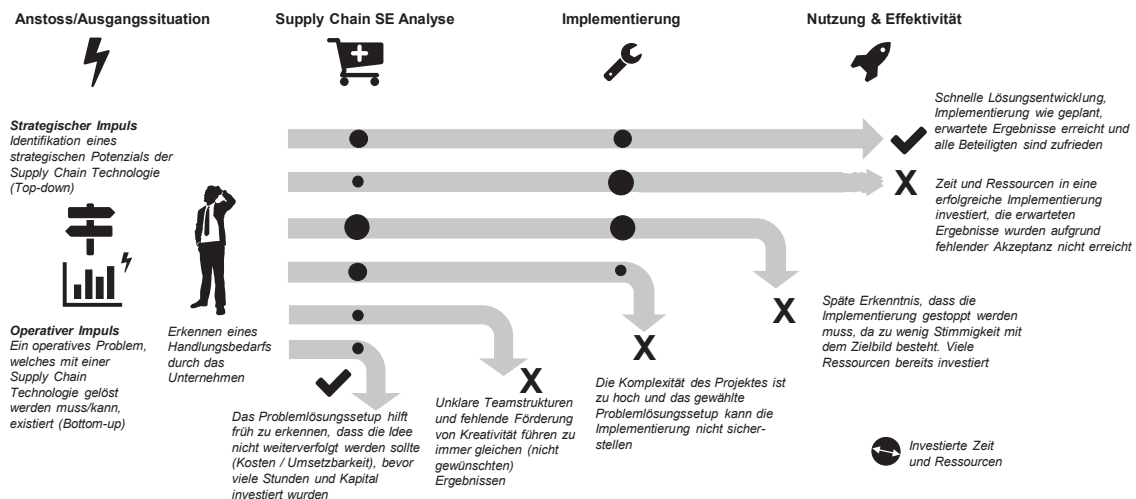 Anstoss/Ausgangssituation
Supply Chain SE Analyse
Implementierung
Nutzung & Effektivität
Strategischer Impuls
Identifikation eines
strategischen Potenzials der
Supply Chain Technologie
(Top-down)
Operativer Impuls
Ein operatives Problem,
welches mit einer
Supply Chain
Technologie gelöst
werden muss/kann,
existiert (Bottom-up)
Erkennen eines
Handlungsbedarfs
durch das
Unternehmen
Schnelle Lösungsentwicklung,
Implementierung wie geplant,
erwartete Ergebnisse erreicht und
alle Beteiligten sind zufrieden
X
Zeit und Ressourcen in eine
erfolgreiche Implementierung
investiert, die erwarteten
Ergebnisse wurden aufgrund
fehlender Akzeptanz nicht erreicht
X
Späte Erkenntnis, dass die
Implementierung gestoppt werden
muss, da zu wenig Stimmigkeit mit
dem Zielbild besteht. Viele
Ressourcen bereits investiert
X
Die Komplexität des Projektes ist
zu hoch und das gewählte
Problemlösungssetup kann die
Implementierung nicht sicher-
stellen
X
Unklare Teamstrukturen
und fehlende Förderung
von Kreativität führen zu
immer gleichen (nicht
gewünschten)
Ergebnissen
Das Problemlösungssetup hilft
früh zu erkennen, dass die Idee
nicht weiterverfolgt werden sollte
(Kosten / Umsetzbarkeit), bevor
viele Stunden und Kapital
investiert wurden
Investierte Zeit
und Ressourcen